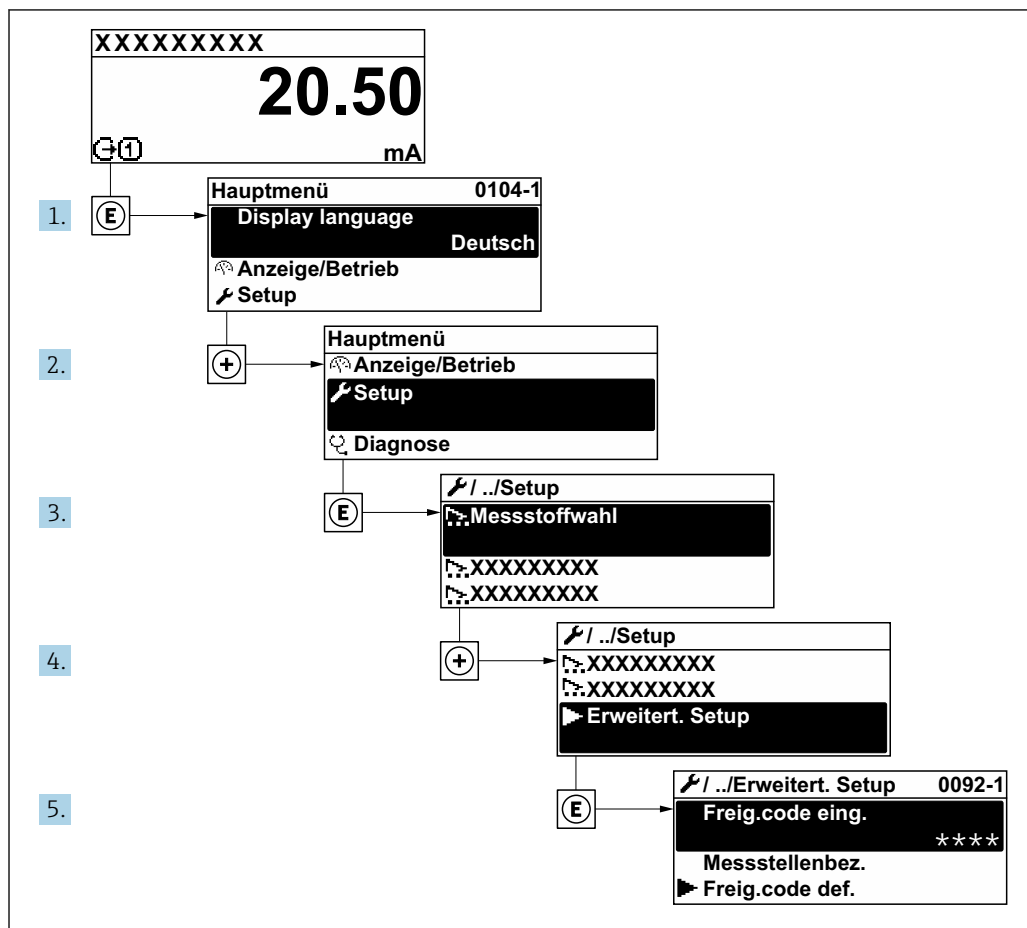 XXXXXXXXX
20.50
1
mA
1.
E
Hauptmenü 0104-1
Display language
Deutsch
Anzeige/Betrieb
Setup
2.
+
Hauptmenü
Anzeige/Betrieb
Setup
Diagnose
3.
E
/ ../Setup
Messstoffwahl
XXXXXXXXX
XXXXXXXXX
4.
+
/ ../Setup
XXXXXXXXX
XXXXXXXXX
Erweitert. Setup
5.
E
/ ../Erweitert. Setup 0092-1
Freig.code eing.
****
Messstellenbez.
Freig.code def.